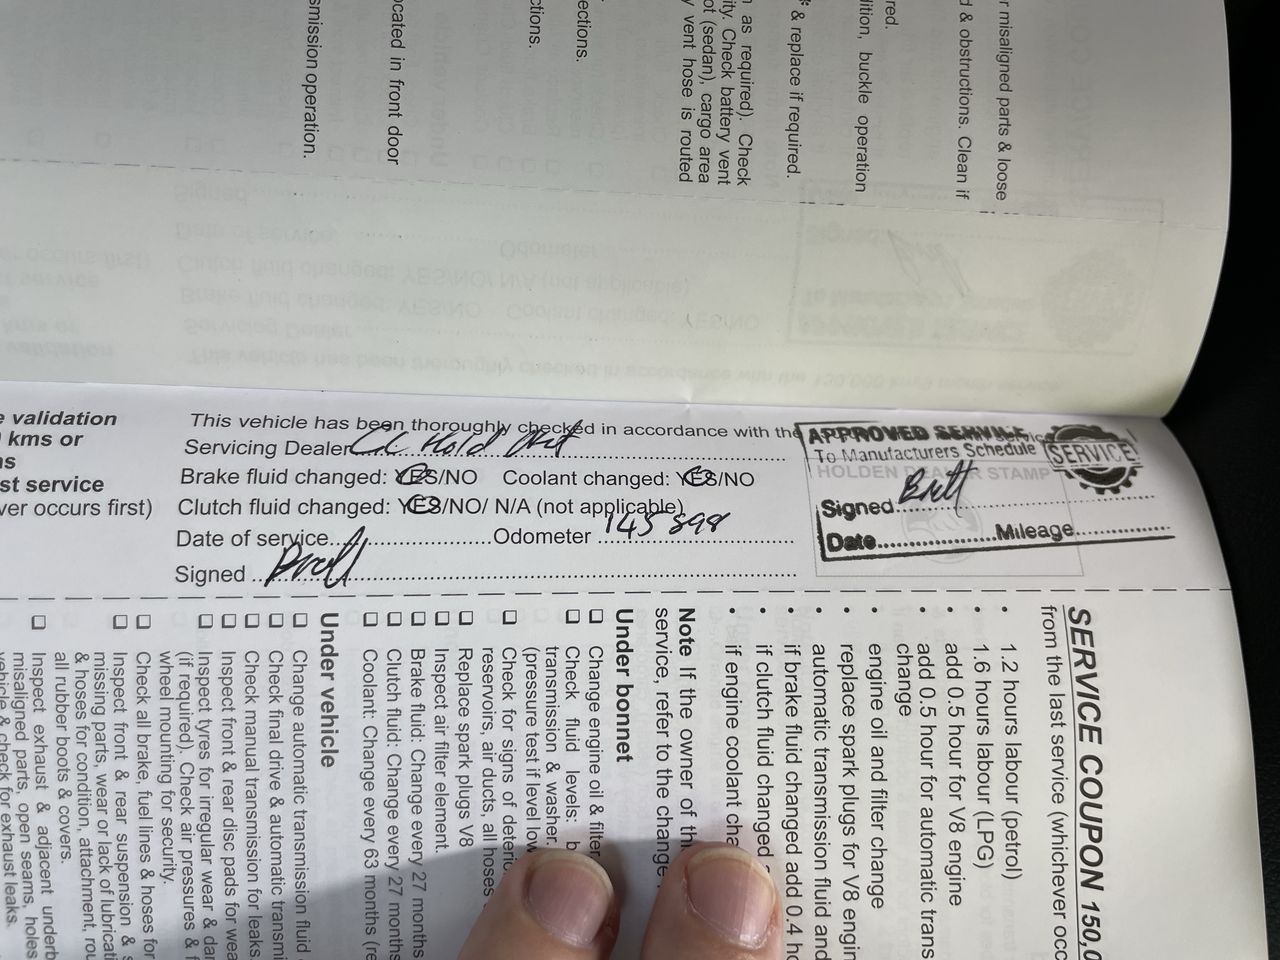 r misaligned parts & loose
d & obstructions. Clean if
red.
dition, buckle operation
* & replace if required.
as required). Check
ity. Check battery vent
ot (sedan), cargo area
y vent hose is routed
ections.
ctions.
ocated in front door
smission operation.
validation
kms or
st service
ver occurs first)
This vehicle has been thoroughly checked in accordance with the
Servicing Dealer
Brake fluid changed: YES/NO Coolant changed: YES/NO
Clutch fluid changed: YES/NO/ N/A (not applicable)
Date of service Odometer 145 898
Signed
APPROVED SERVICE
To Manufacturers Schedule
SERVICE
HOLDEN DEALER STAMP
Signed
Date Mileage
SERVICE COUPON 150,0
from the last service (whichever occ
• 1.2 hours labour (petrol)
• 1.6 hours labour (LPG)
• add 0.5 hour for V8 engine
• add 0.5 hour for automatic trans
change
• engine oil and filter change
• replace spark plugs for V8 engin
• automatic transmission fluid and
• if brake fluid changed add 0.4 h
• if clutch fluid changed
• if engine coolant cha
Note If the owner of th
service, refer to the change
Under bonnet
❑ Change engine oil & filter.
❑ Check fluid levels: b
transmission & washer.
(pressure test if level low
❑ Check for signs of deteri
reservoirs, air ducts, all hoses
❑ Replace spark plugs V8
❑ Inspect air filter element.
❑ Brake fluid: Change every 27 months
❑ Clutch fluid: Change every 27 months
❑ Coolant: Change every 63 months (re
Under vehicle
❑ Change automatic transmission fluid
❑ Check final drive & automatic transmi
❑ Check manual transmission for leaks
❑ Inspect front & rear disc pads for wea
❑ Inspect tyres for irregular wear & dar
(if required). Check air pressures & f
wheel mounting for security.
❑ Check all brake, fuel lines & hoses for
❑ Inspect front & rear suspension & s
missing parts, wear or lack of lubricati
& hoses for condition, attachment, rou
all rubber boots & covers.
❑ Inspect exhaust & adjacent underb
misaligned parts, open seams, holes
vehicle & check for exhaust leaks.